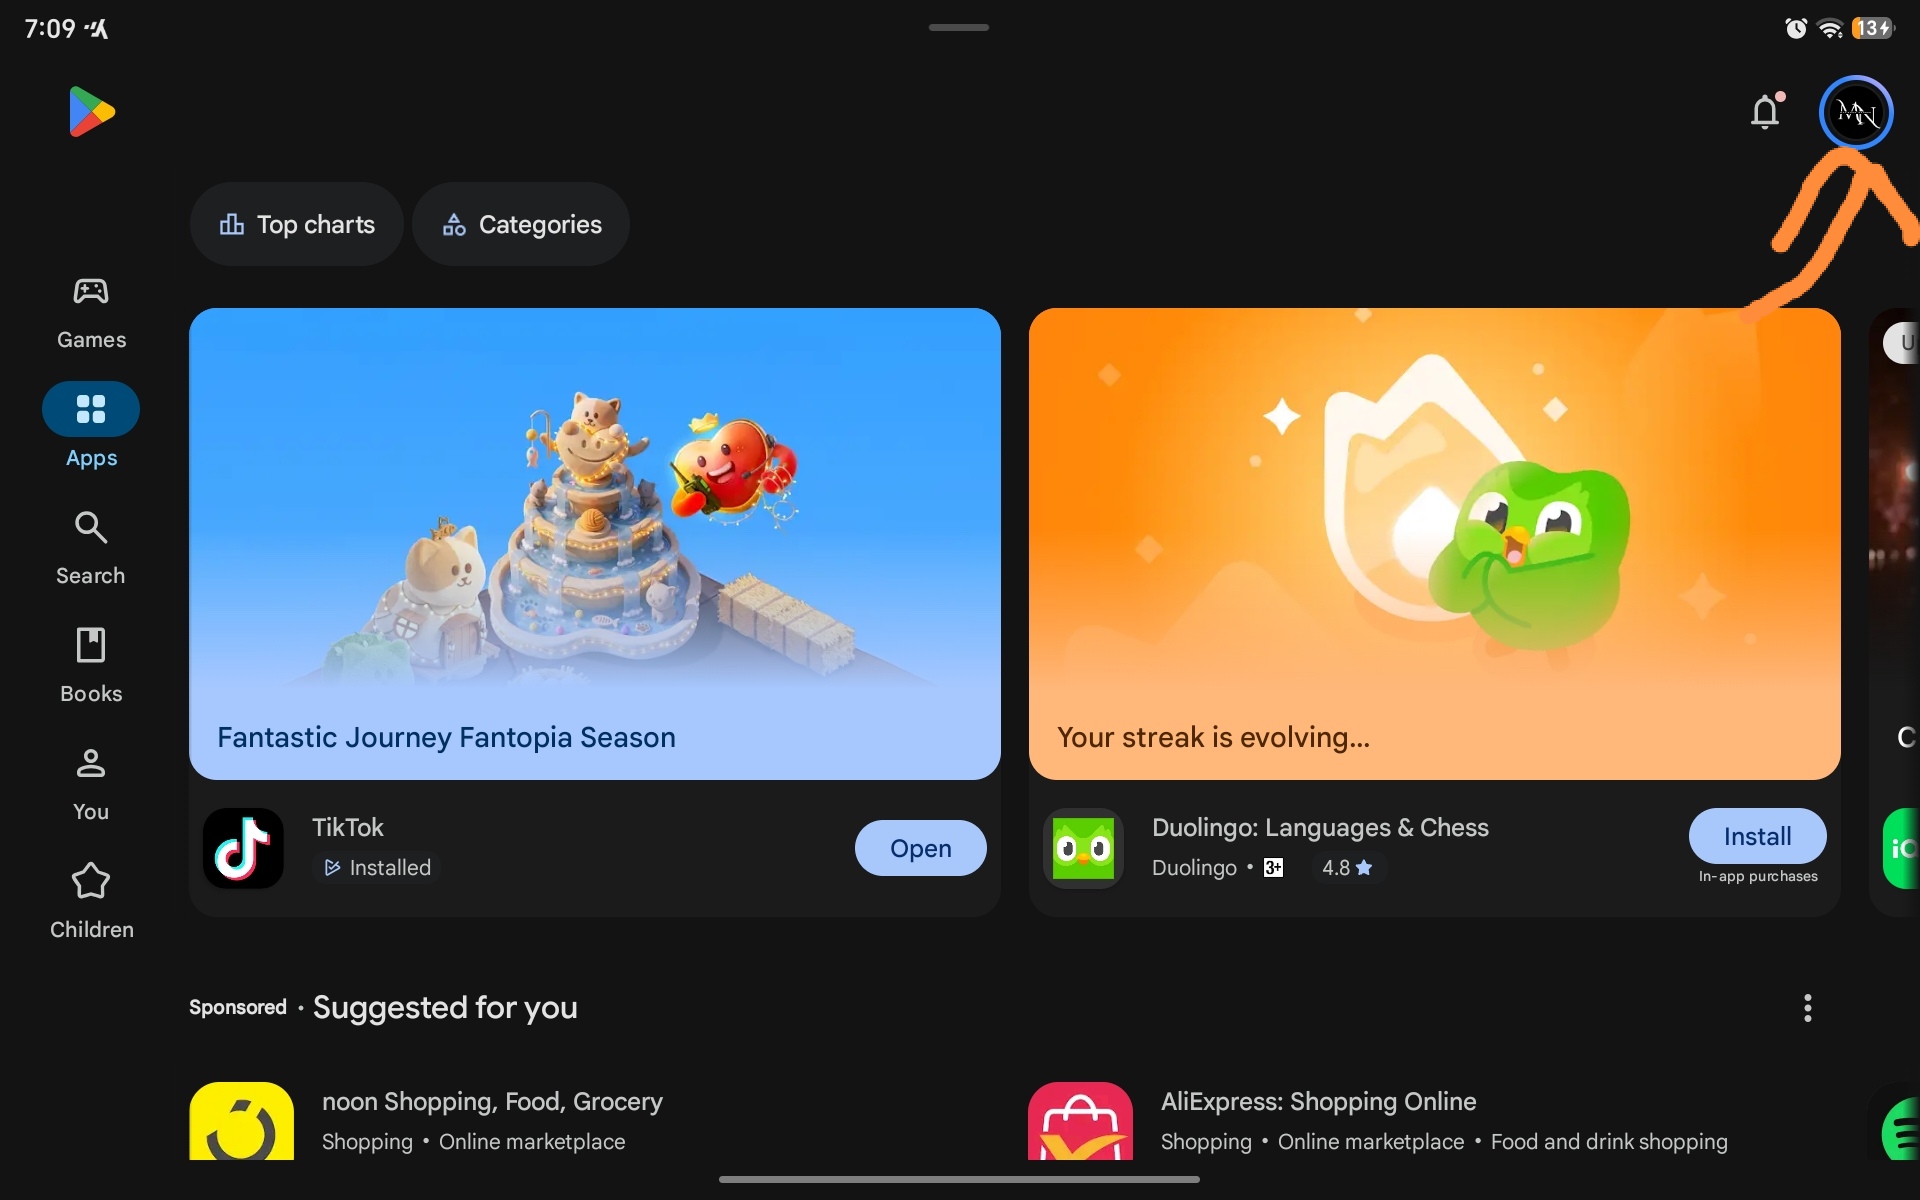 7:09
13
MN
Top charts
Categories
Games
Apps
Search
Books
You
Children
Fantastic Journey Fantopia Season
TikTok
Installed
Open
Your streak is evolving...
Duolingo: Languages & Chess
Duolingo • 3+ 4.8
Install
In-app purchases
U
C
Sponsored • Suggested for you
noon Shopping, Food, Grocery
Shopping • Online marketplace
AliExpress: Shopping Online
Shopping • Online marketplace • Food and drink shopping